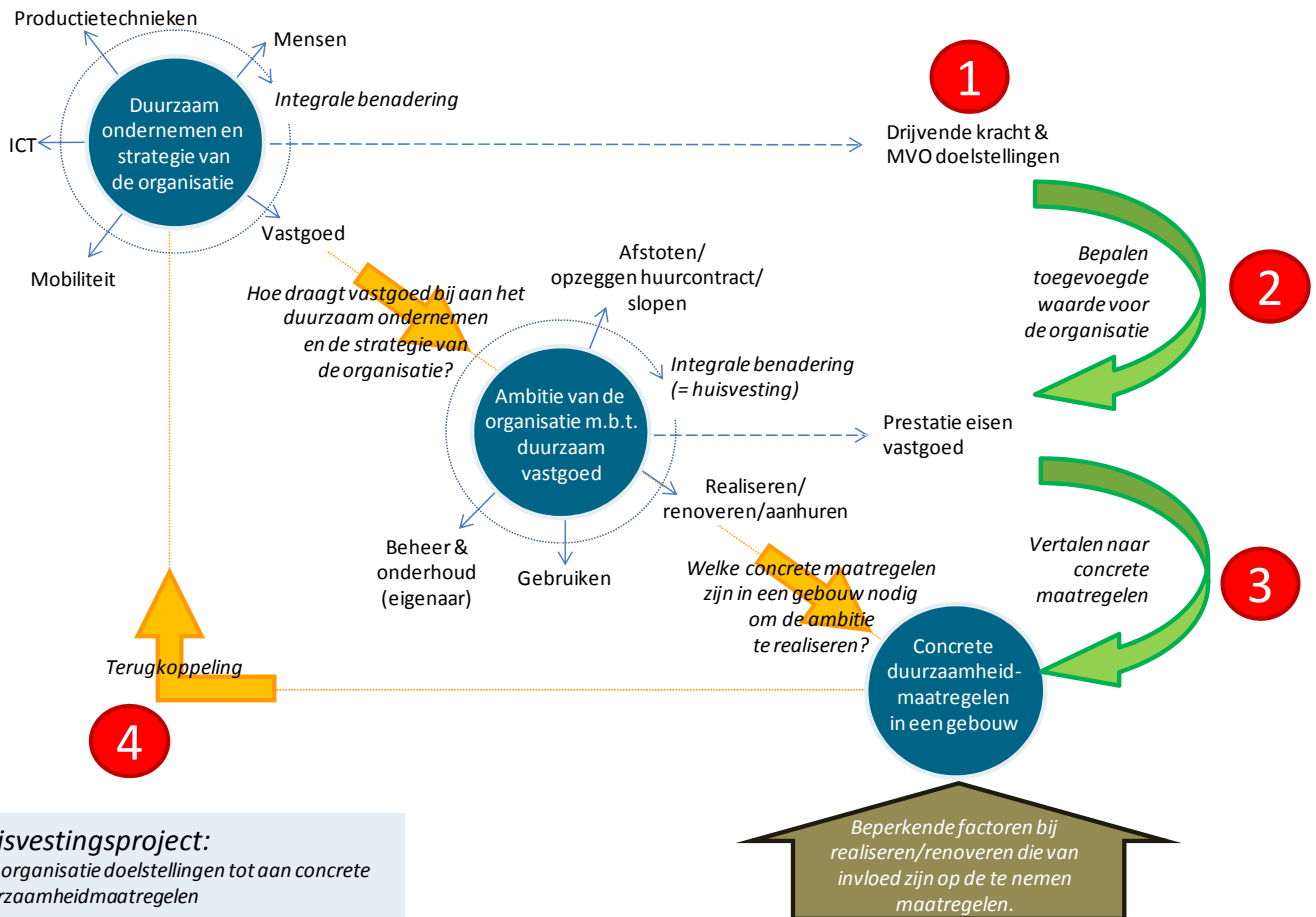 Productietechnieken
Mensen
Integrale benadering
Duurzaam
ondernemen en
strategie van
de organisatie
ICT
Mobiliteit
Vastgoed
1
Drijvende kracht &
MVO doelstellingen
Hoe draagt vastgoed bij aan het
duurzaam ondernemen
en de strategie van
de organisatie?
Afstoten/
opzeggen huurcontract/
slopen
Bepalen
toegevoegde
waarde voor
de organisatie
2
Integrale benadering
(= huisvesting)
Ambitie van de
organisatie m.b.t.
duurzaam
vastgoed
Prestatie eisen
vastgoed
Realiseren/
renoveren/aanhuren
Beheer &
onderhoud
(eigenaar)
Gebruiken
Welke concrete maatregelen
zijn in een gebouw nodig
om de ambitie
te realiseren?
Vertalen naar
concrete
maatregelen
3
Concrete
duurzaamheid-
maatregelen
in een gebouw
Terugkoppeling
4
isvestingsproject:
organisatie doelstellingen tot aan concrete
rzaamheidmaatregelen
Beperkende factoren bij
realiseren/renoveren die van
invloed zijn op de te nemen
maatregelen.